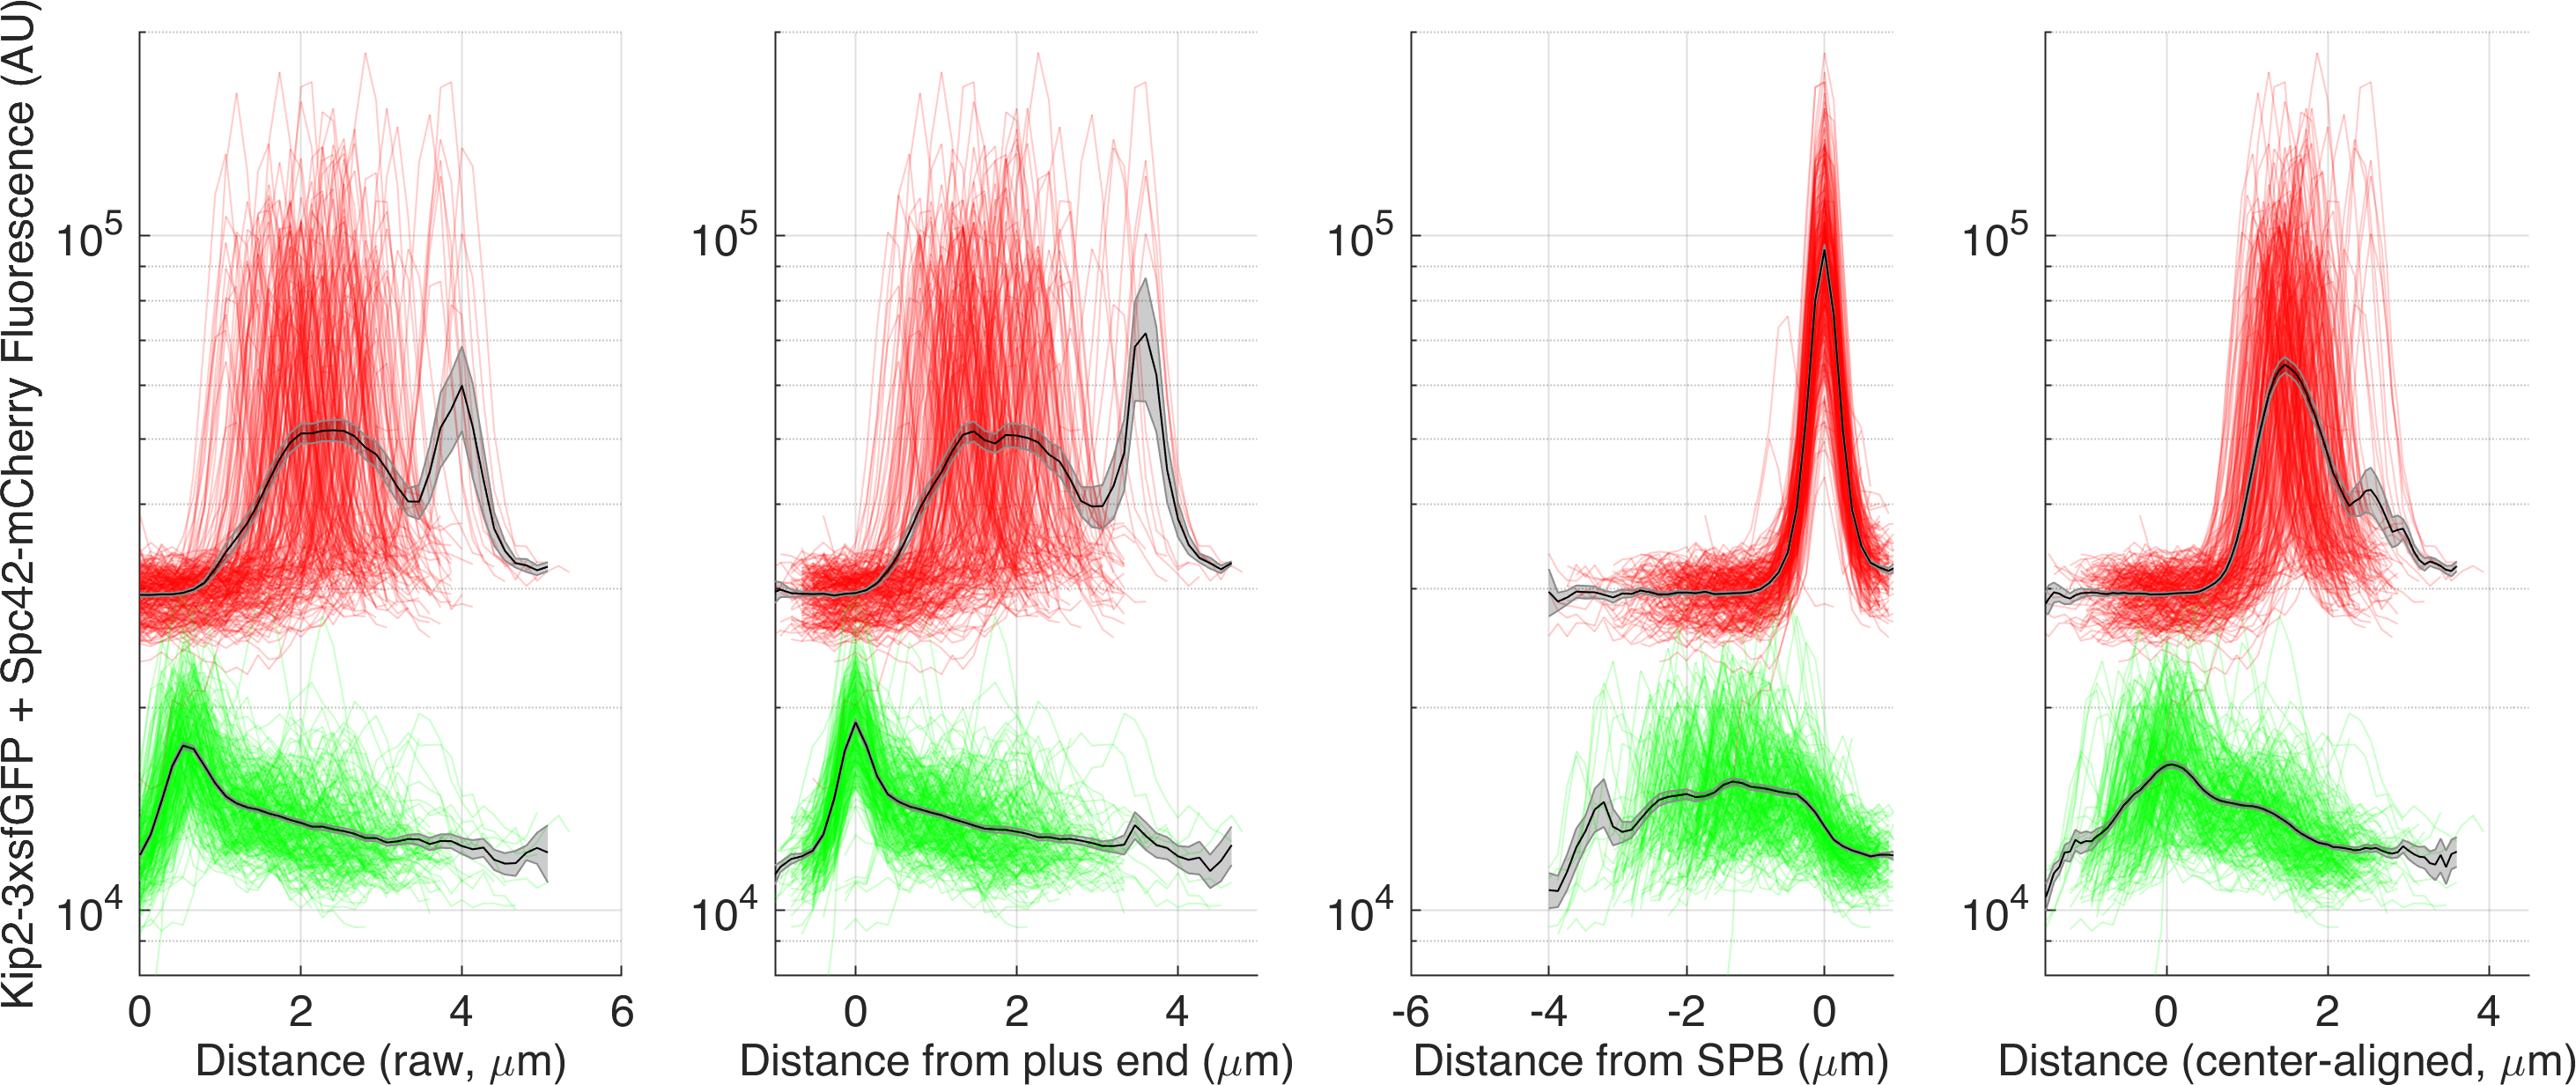 Kip2-3xsfGFP + Spc42-mCherry Fluorescence (AU)
10^5
10^4
0 2 4 6
Distance (raw, μm)
10^5
10^4
0 2 4
Distance from plus end (μm)
10^5
10^4
-6 -4 -2 0
Distance from SPB (μm)
10^5
10^4
0 2 4
Distance (center-aligned, μm)